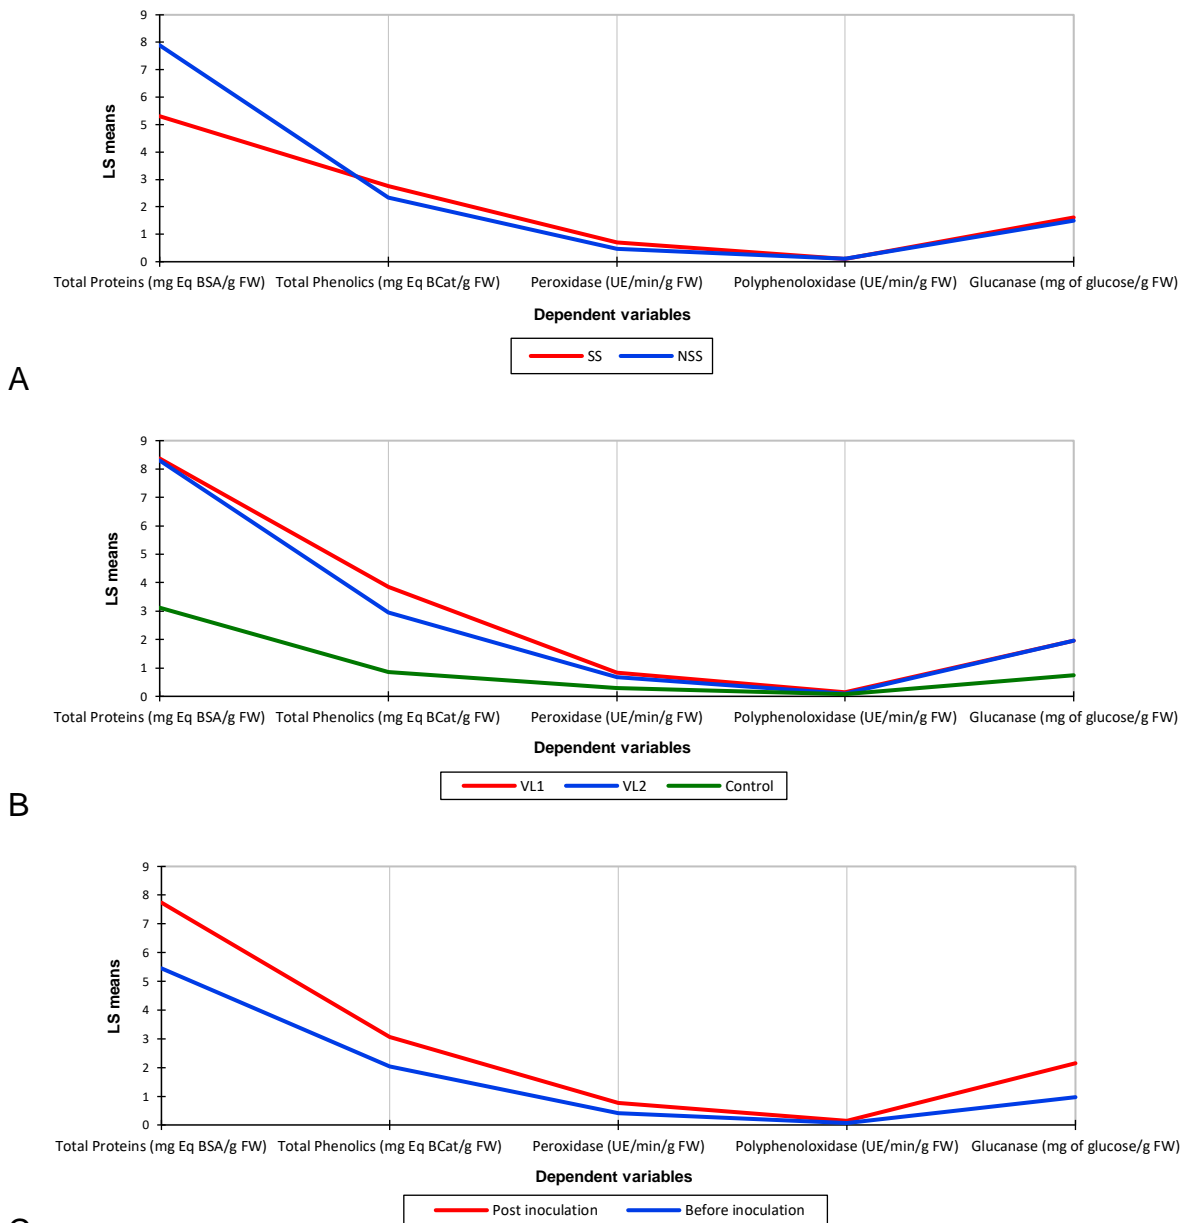 9
8
7
6
5
4
3
2
1
0
LS means
Total Proteins (mg Eq BSA/g FW) Total Phenolics (mg Eq BCat/g FW) Peroxidase (UE/min/g FW) Polyphenoloxidase (UE/min/g FW) Glucanase (mg of glucose/g FW)
Dependent variables
SS NSS
A
9
8
7
6
5
4
3
2
1
0
LS means
Total Proteins (mg Eq BSA/g FW) Total Phenolics (mg Eq BCat/g FW) Peroxidase (UE/min/g FW) Polyphenoloxidase (UE/min/g FW) Glucanase (mg of glucose/g FW)
Dependent variables
VL1 VL2 Control
B
9
8
7
6
5
4
3
2
1
0
LS means
Total Proteins (mg Eq BSA/g FW) Total Phenolics (mg Eq BCat/g FW) Peroxidase (UE/min/g FW) Polyphenoloxidase (UE/min/g FW) Glucanase (mg of glucose/g FW)
Dependent variables
Post inoculation Before inoculation